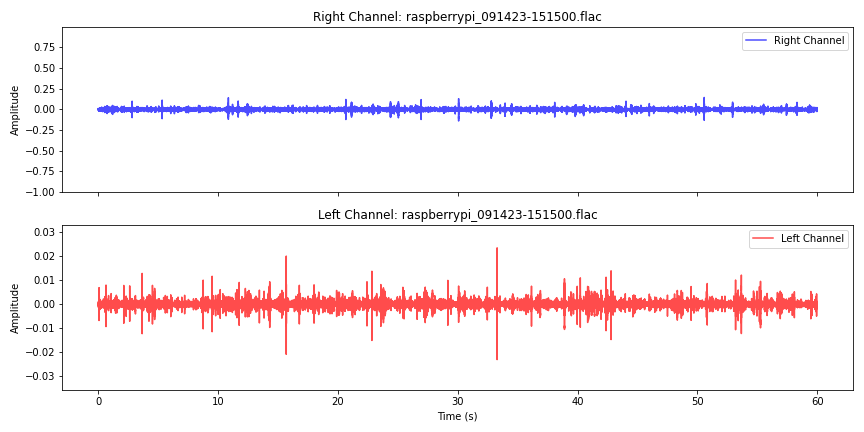 Right Channel: raspberrypi_091423-151500.flac
Right Channel
Amplitude
0.75
0.50
0.25
0.00
−0.25
−0.50
−0.75
−1.00
Left Channel: raspberrypi_091423-151500.flac
Left Channel
Amplitude
0.03
0.02
0.01
0.00
−0.01
−0.02
−0.03
0 10 20 30 40 50 60
Time (s)